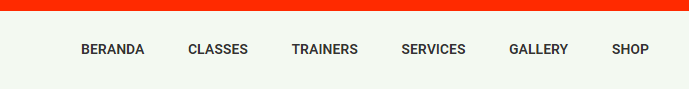 BERANDA CLASSES TRAINERS SERVICES GALLERY SHOP